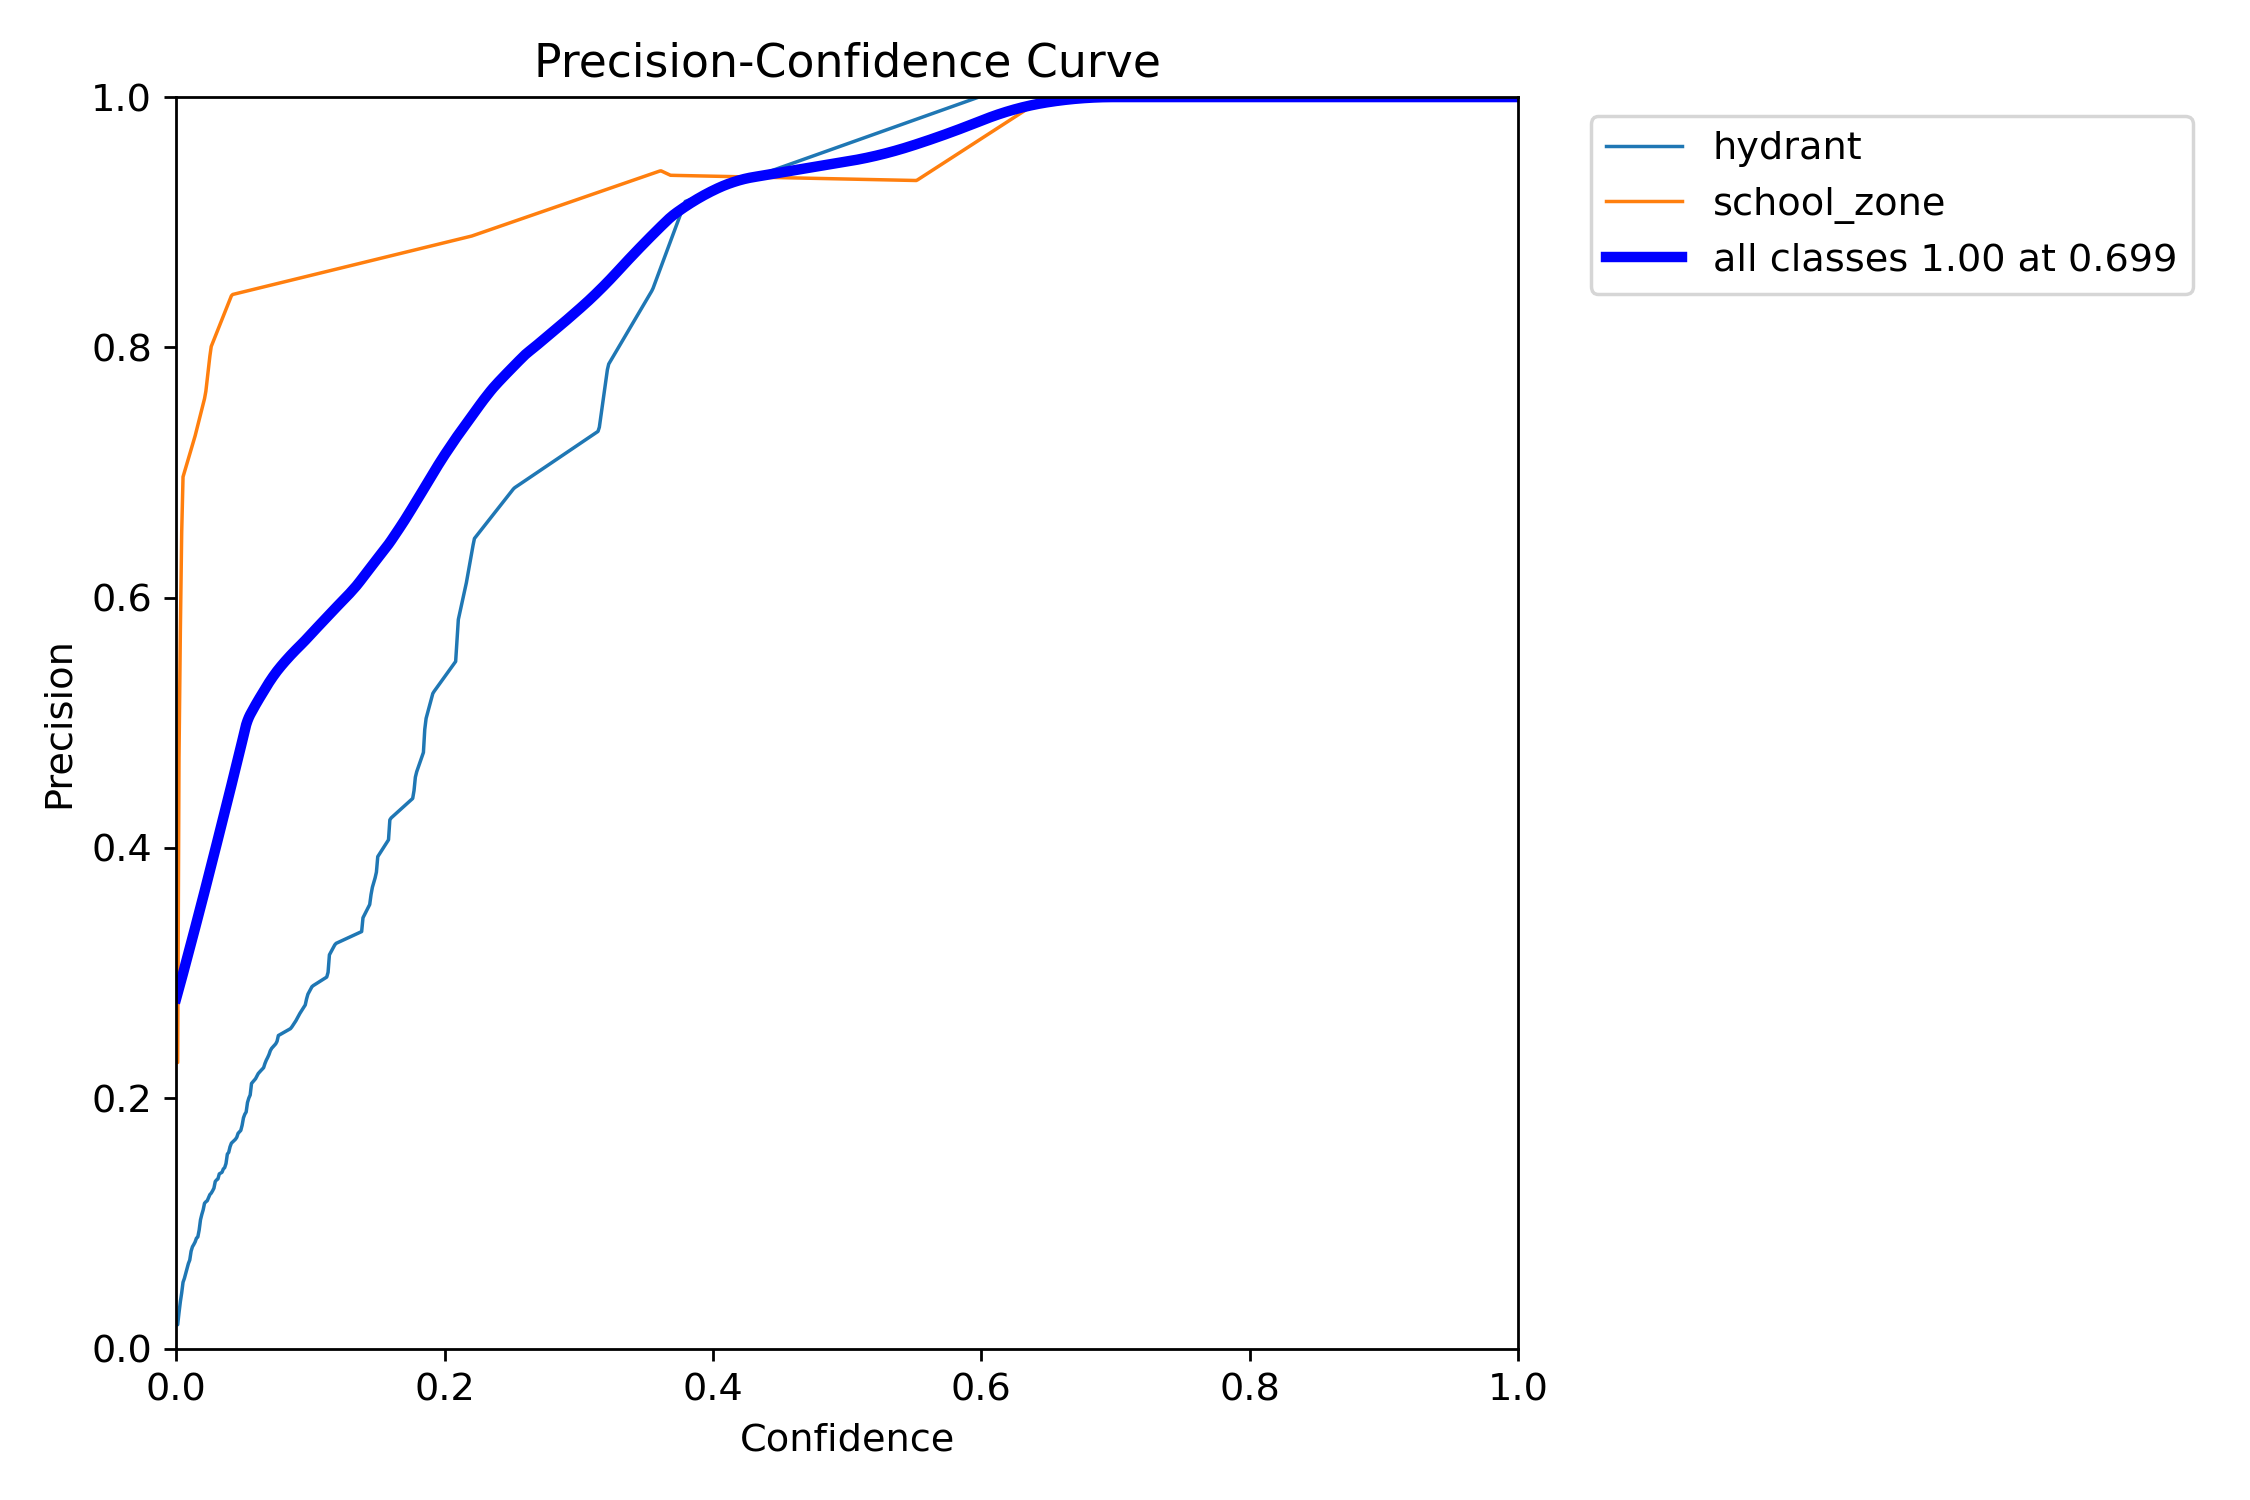 Precision-Confidence Curve
1.0
0.8
0.6
0.4
0.2
0.0
Precision
0.0 0.2 0.4 0.6 0.8 1.0
Confidence
hydrant
school_zone
all classes 1.00 at 0.699